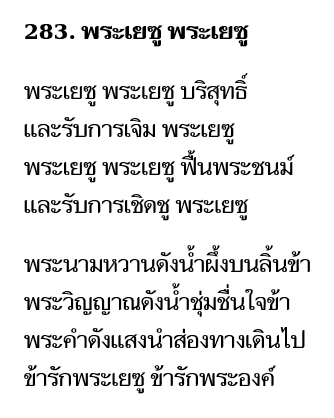 283. พระเยซู พระเยซู
พระเยซู พระเยซู บริสุทธิ์
และรับการเจิม พระเยซู
พระเยซู พระเยซู ฟื้นพระชนม์
และรับการเชิดชู พระเยซู
พระนามหวานดังน้ำผึ้งบนลิ้นข้า
พระวิญญาณดังน้ำชุ่มชื่นใจข้า
พระคำดังแสงนำส่องทางเดินไป
ข้ารักพระเยซู ข้ารักพระองค์